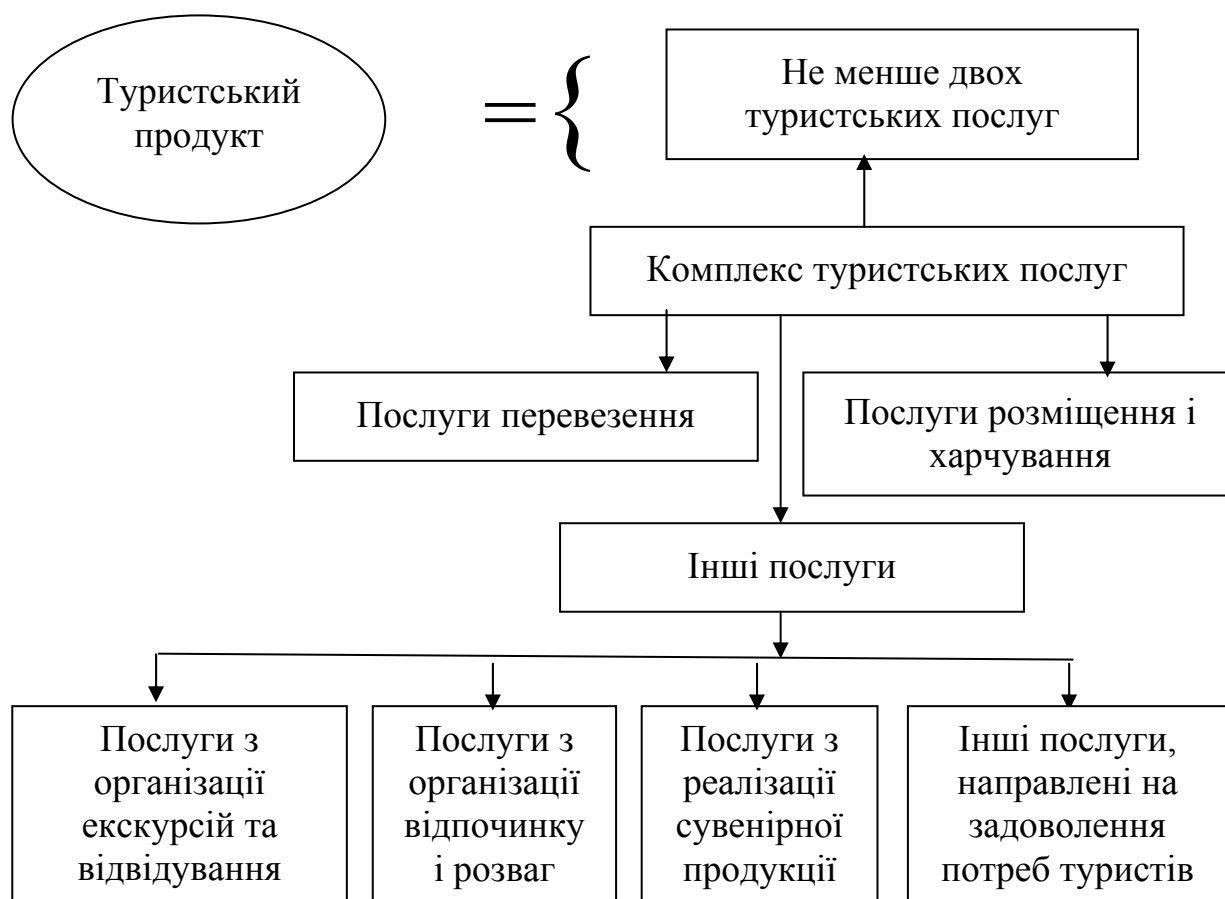 Туристський
продукт
= {
Не менше двох
туристських послуг
Комплекс туристських послуг
Послуги перевезення
Послуги розміщення і
харчування
Інші послуги
Послуги з
організації
екскурсій та
відвідування
Послуги з
організації
відпочинку
і розваг
Послуги з
реалізації
сувенірної
продукції
Інші послуги,
направлені на
задоволення
потреб туристів